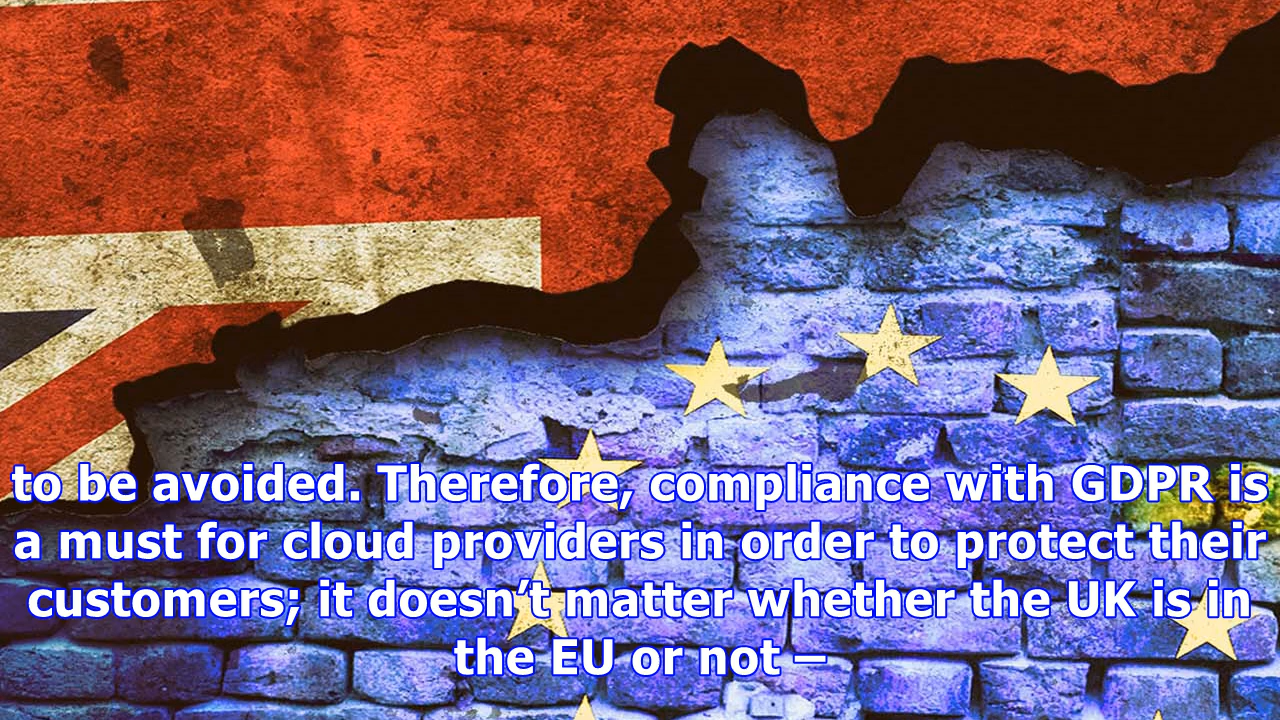 to be avoided. Therefore, compliance with GDPR is
a must for cloud providers in order to protect their
customers; it doesn’t matter whether the UK is in
the EU or not –